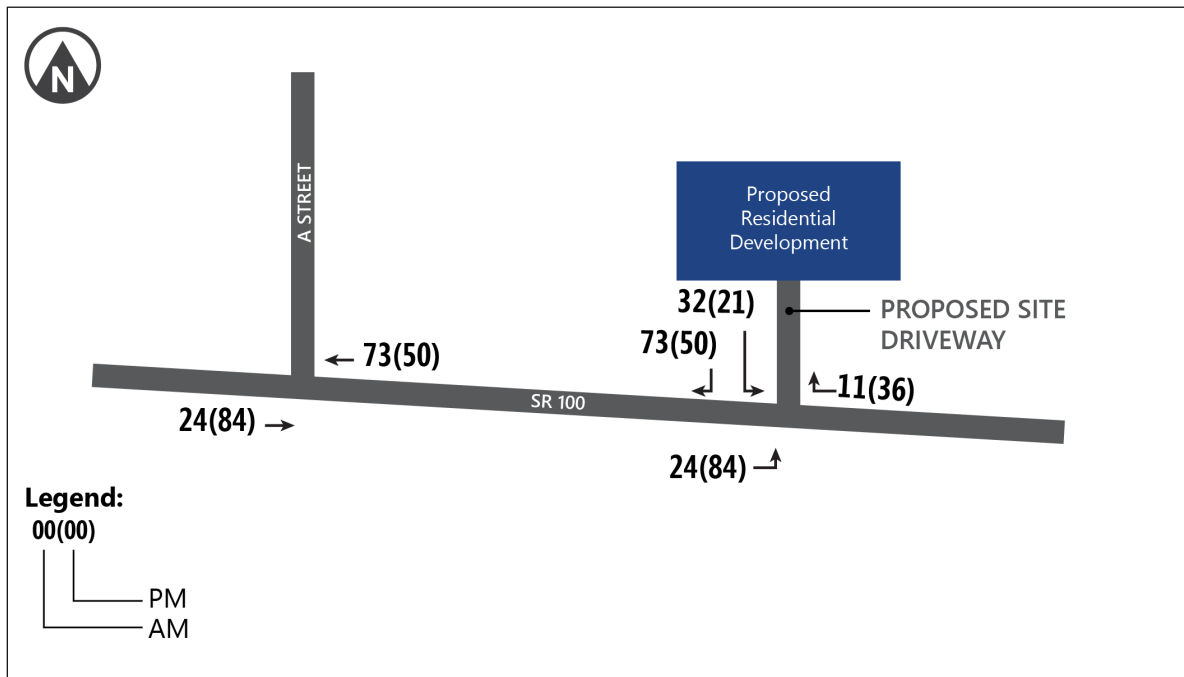 N
A STREET
Proposed
Residential
Development
32(21)
73(50)
PROPOSED SITE
DRIVEWAY
73(50)
11(36)
SR 100
24(84)
24(84)
Legend:
00(00)
PM
AM